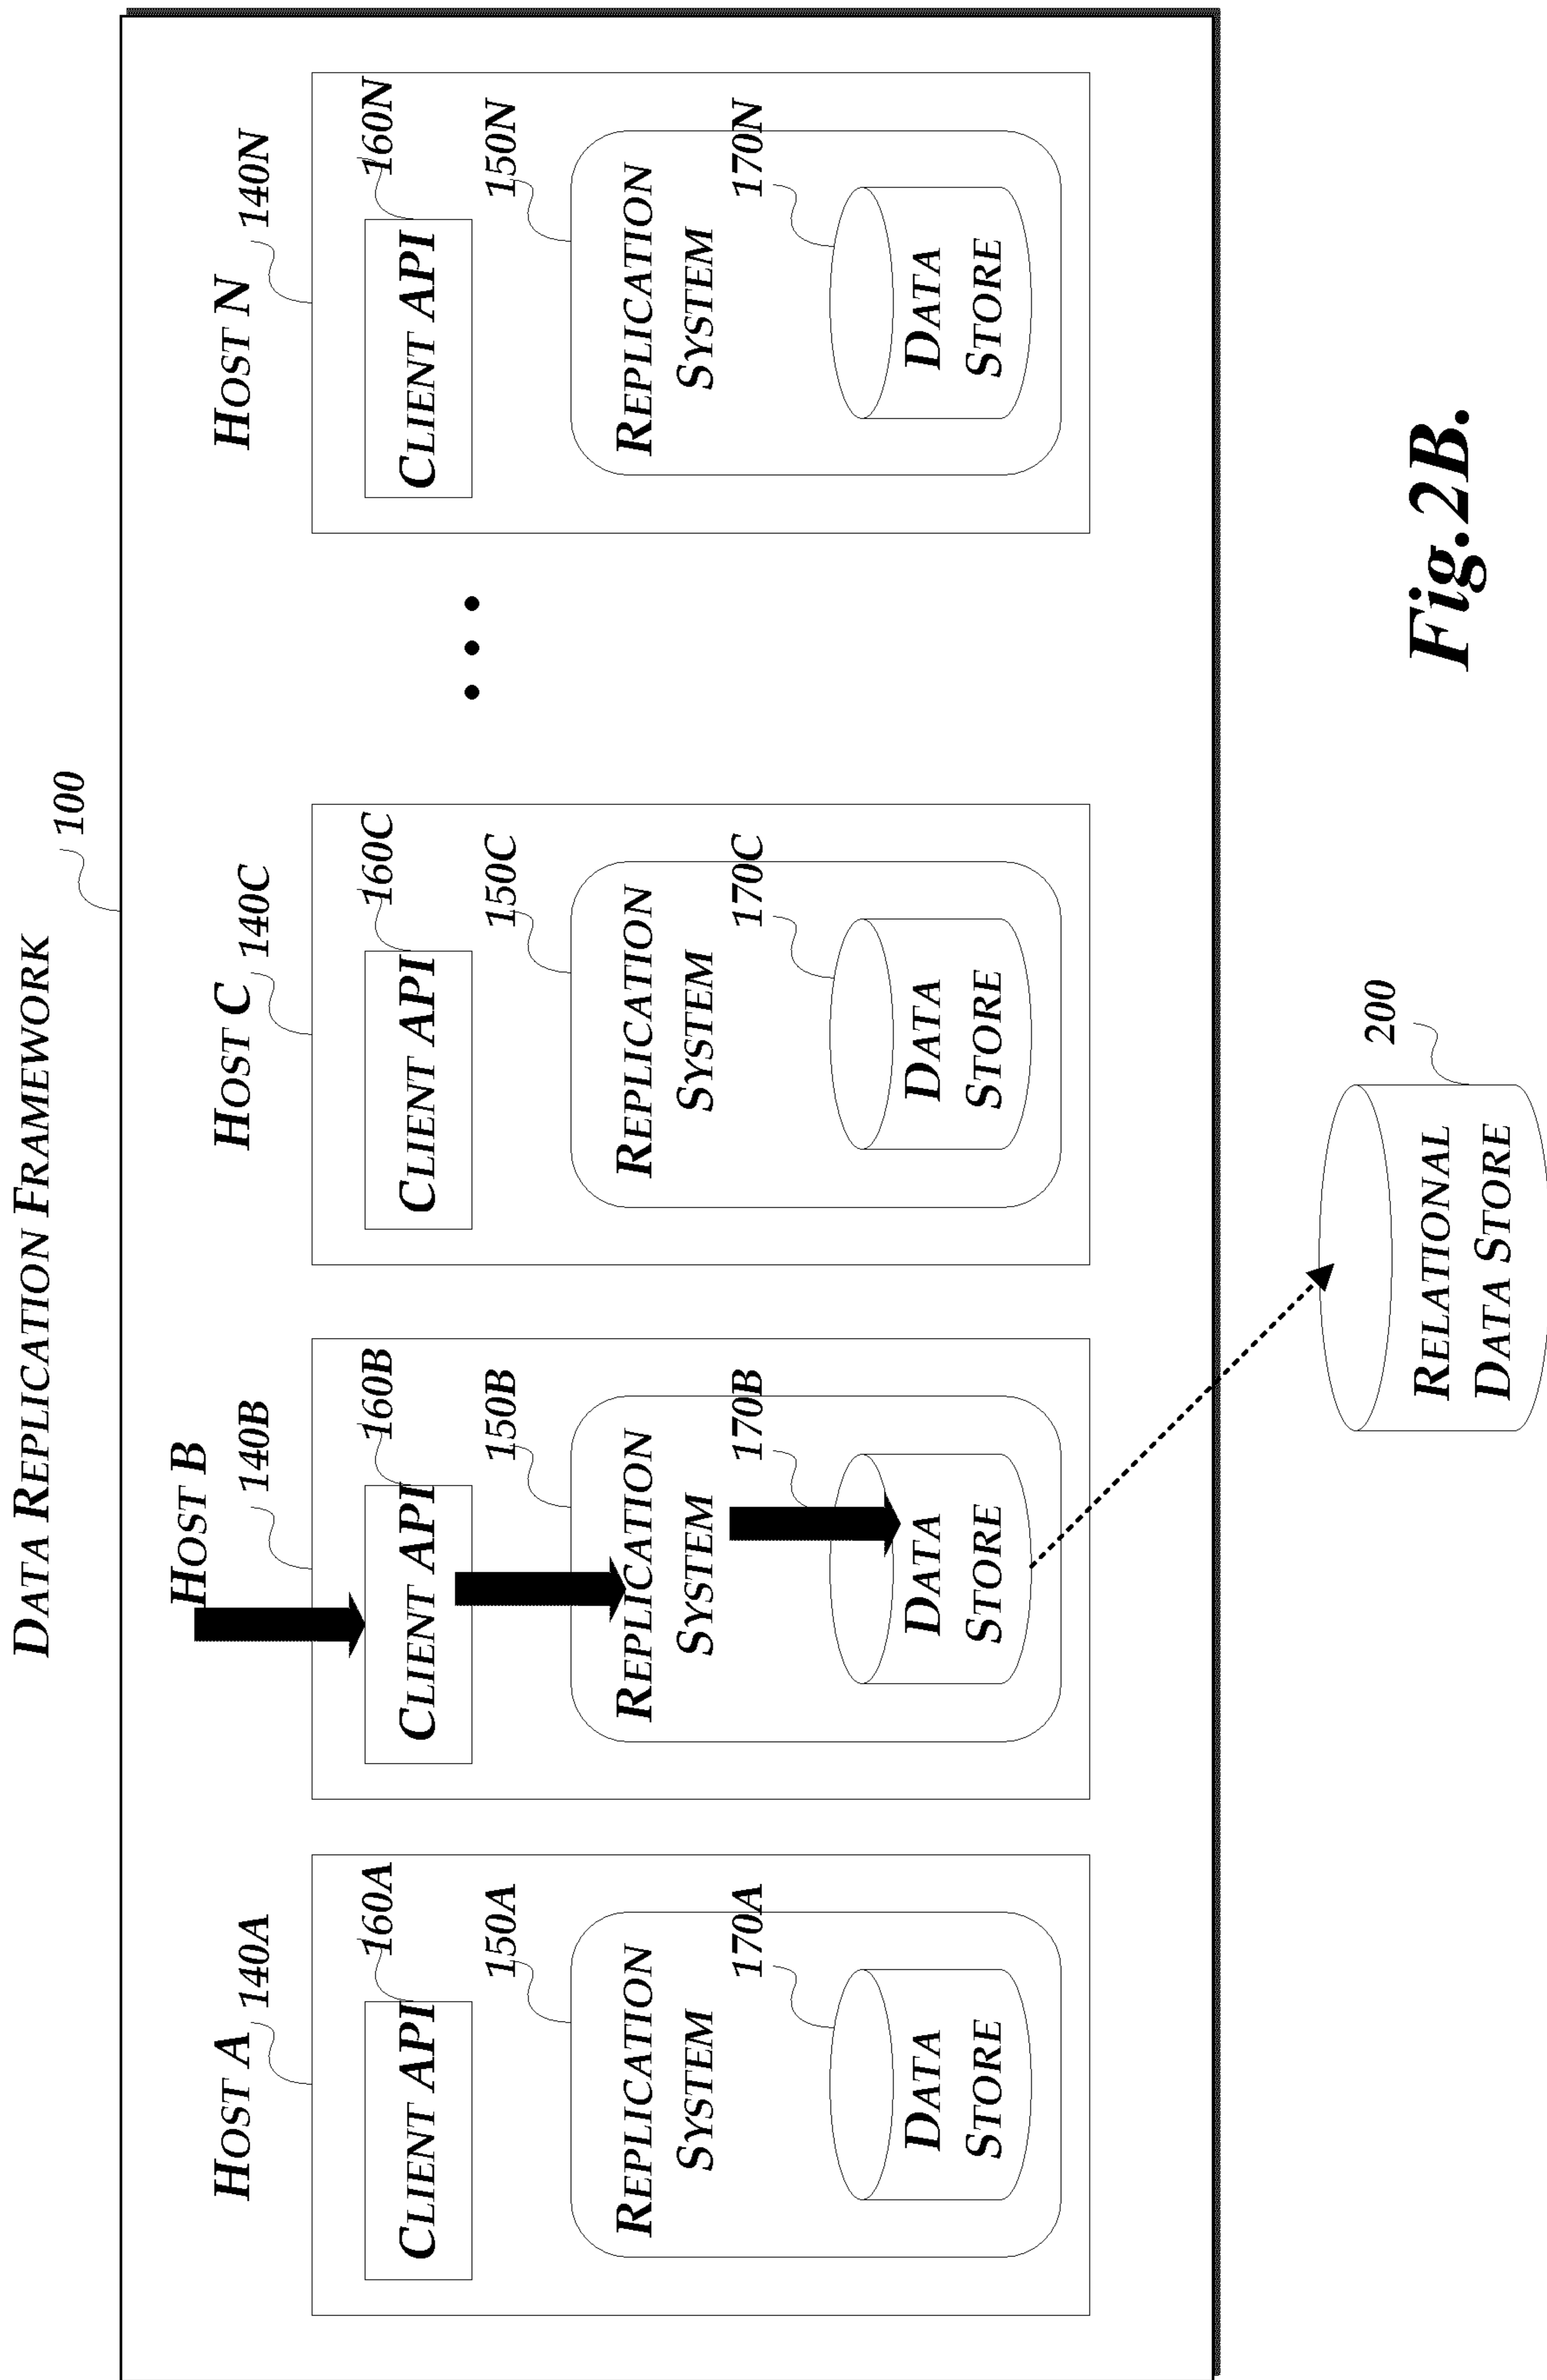 DATA REPLICATION FRAMEWORK
100
HOST A
140A
160A
CLIENT API
150A
REPLICATION
SYSTEM
170A
DATA
STORE
HOST B
140B
160B
CLIENT API
150B
REPLICATION
SYSTEM
170B
DATA
STORE
HOST C
140C
160C
CLIENT API
150C
REPLICATION
SYSTEM
170C
DATA
STORE
• • •
HOST N
140N
160N
CLIENT API
150N
REPLICATION
SYSTEM
170N
DATA
STORE
200
RELATIONAL
DATA STORE
Fig.2B.